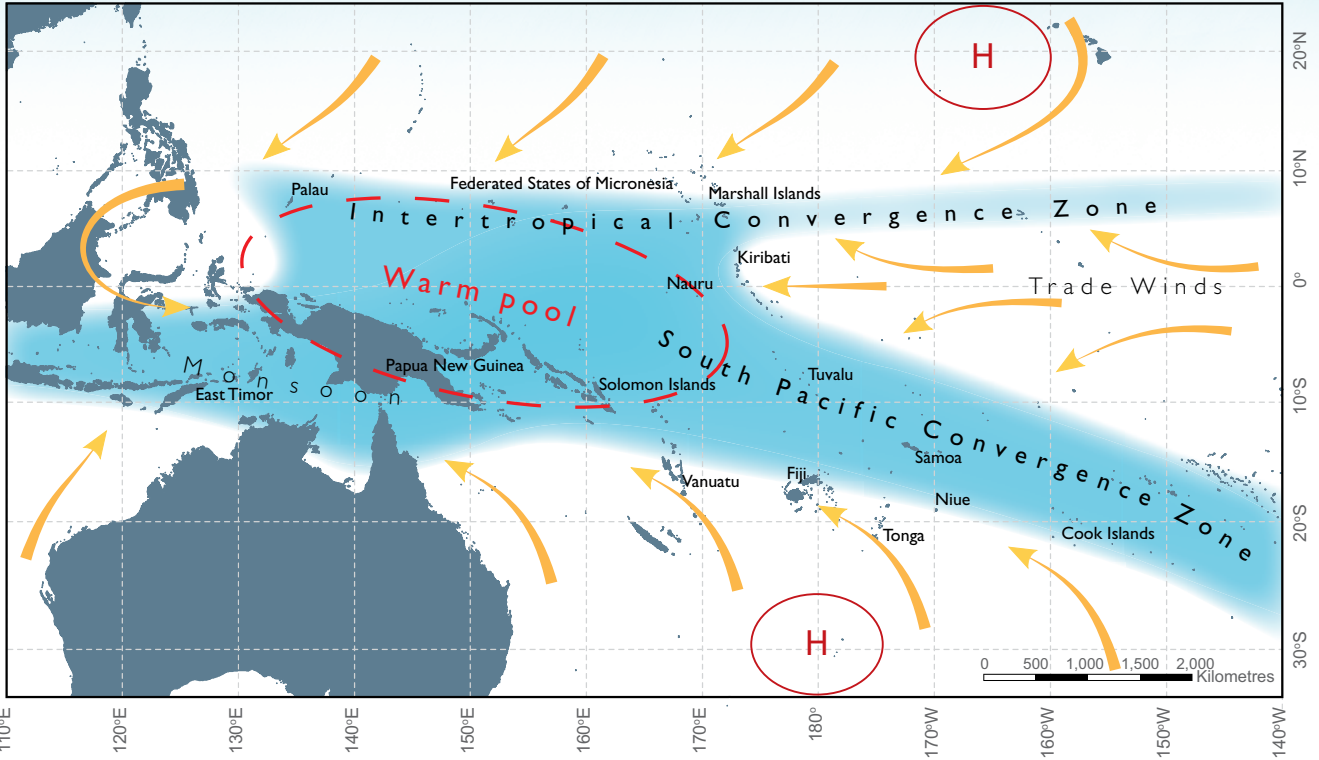 H
20°N
10°N
Palau
Federated States of Micronesia
Marshall Islands
Intertropical Convergence Zone
Kiribati
Warm pool
Nauru
0°
Trade Winds
South Pacific Convergence Zone
Monsoon
Papua New Guinea
East Timor
Solomon Islands
Tuvalu
10°S
Samoa
Vanuatu
Fiji
Niue
Tonga
Cook Islands
20°S
H
30°S
0 500 1,000 1,500 2,000
Kilometres
110°E 120°E 130°E 140°E 150°E 160°E 170°E 180° 170°W 160°W 150°W 140°W